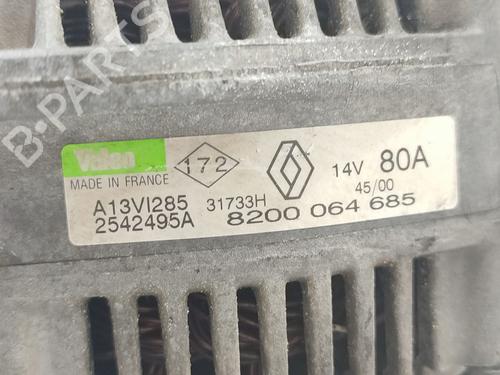 B-PARTS
Valeo 172 14V 80A
MADE IN FRANCE 45/00
A13VI285 31733H
2542495A 8200 064 685